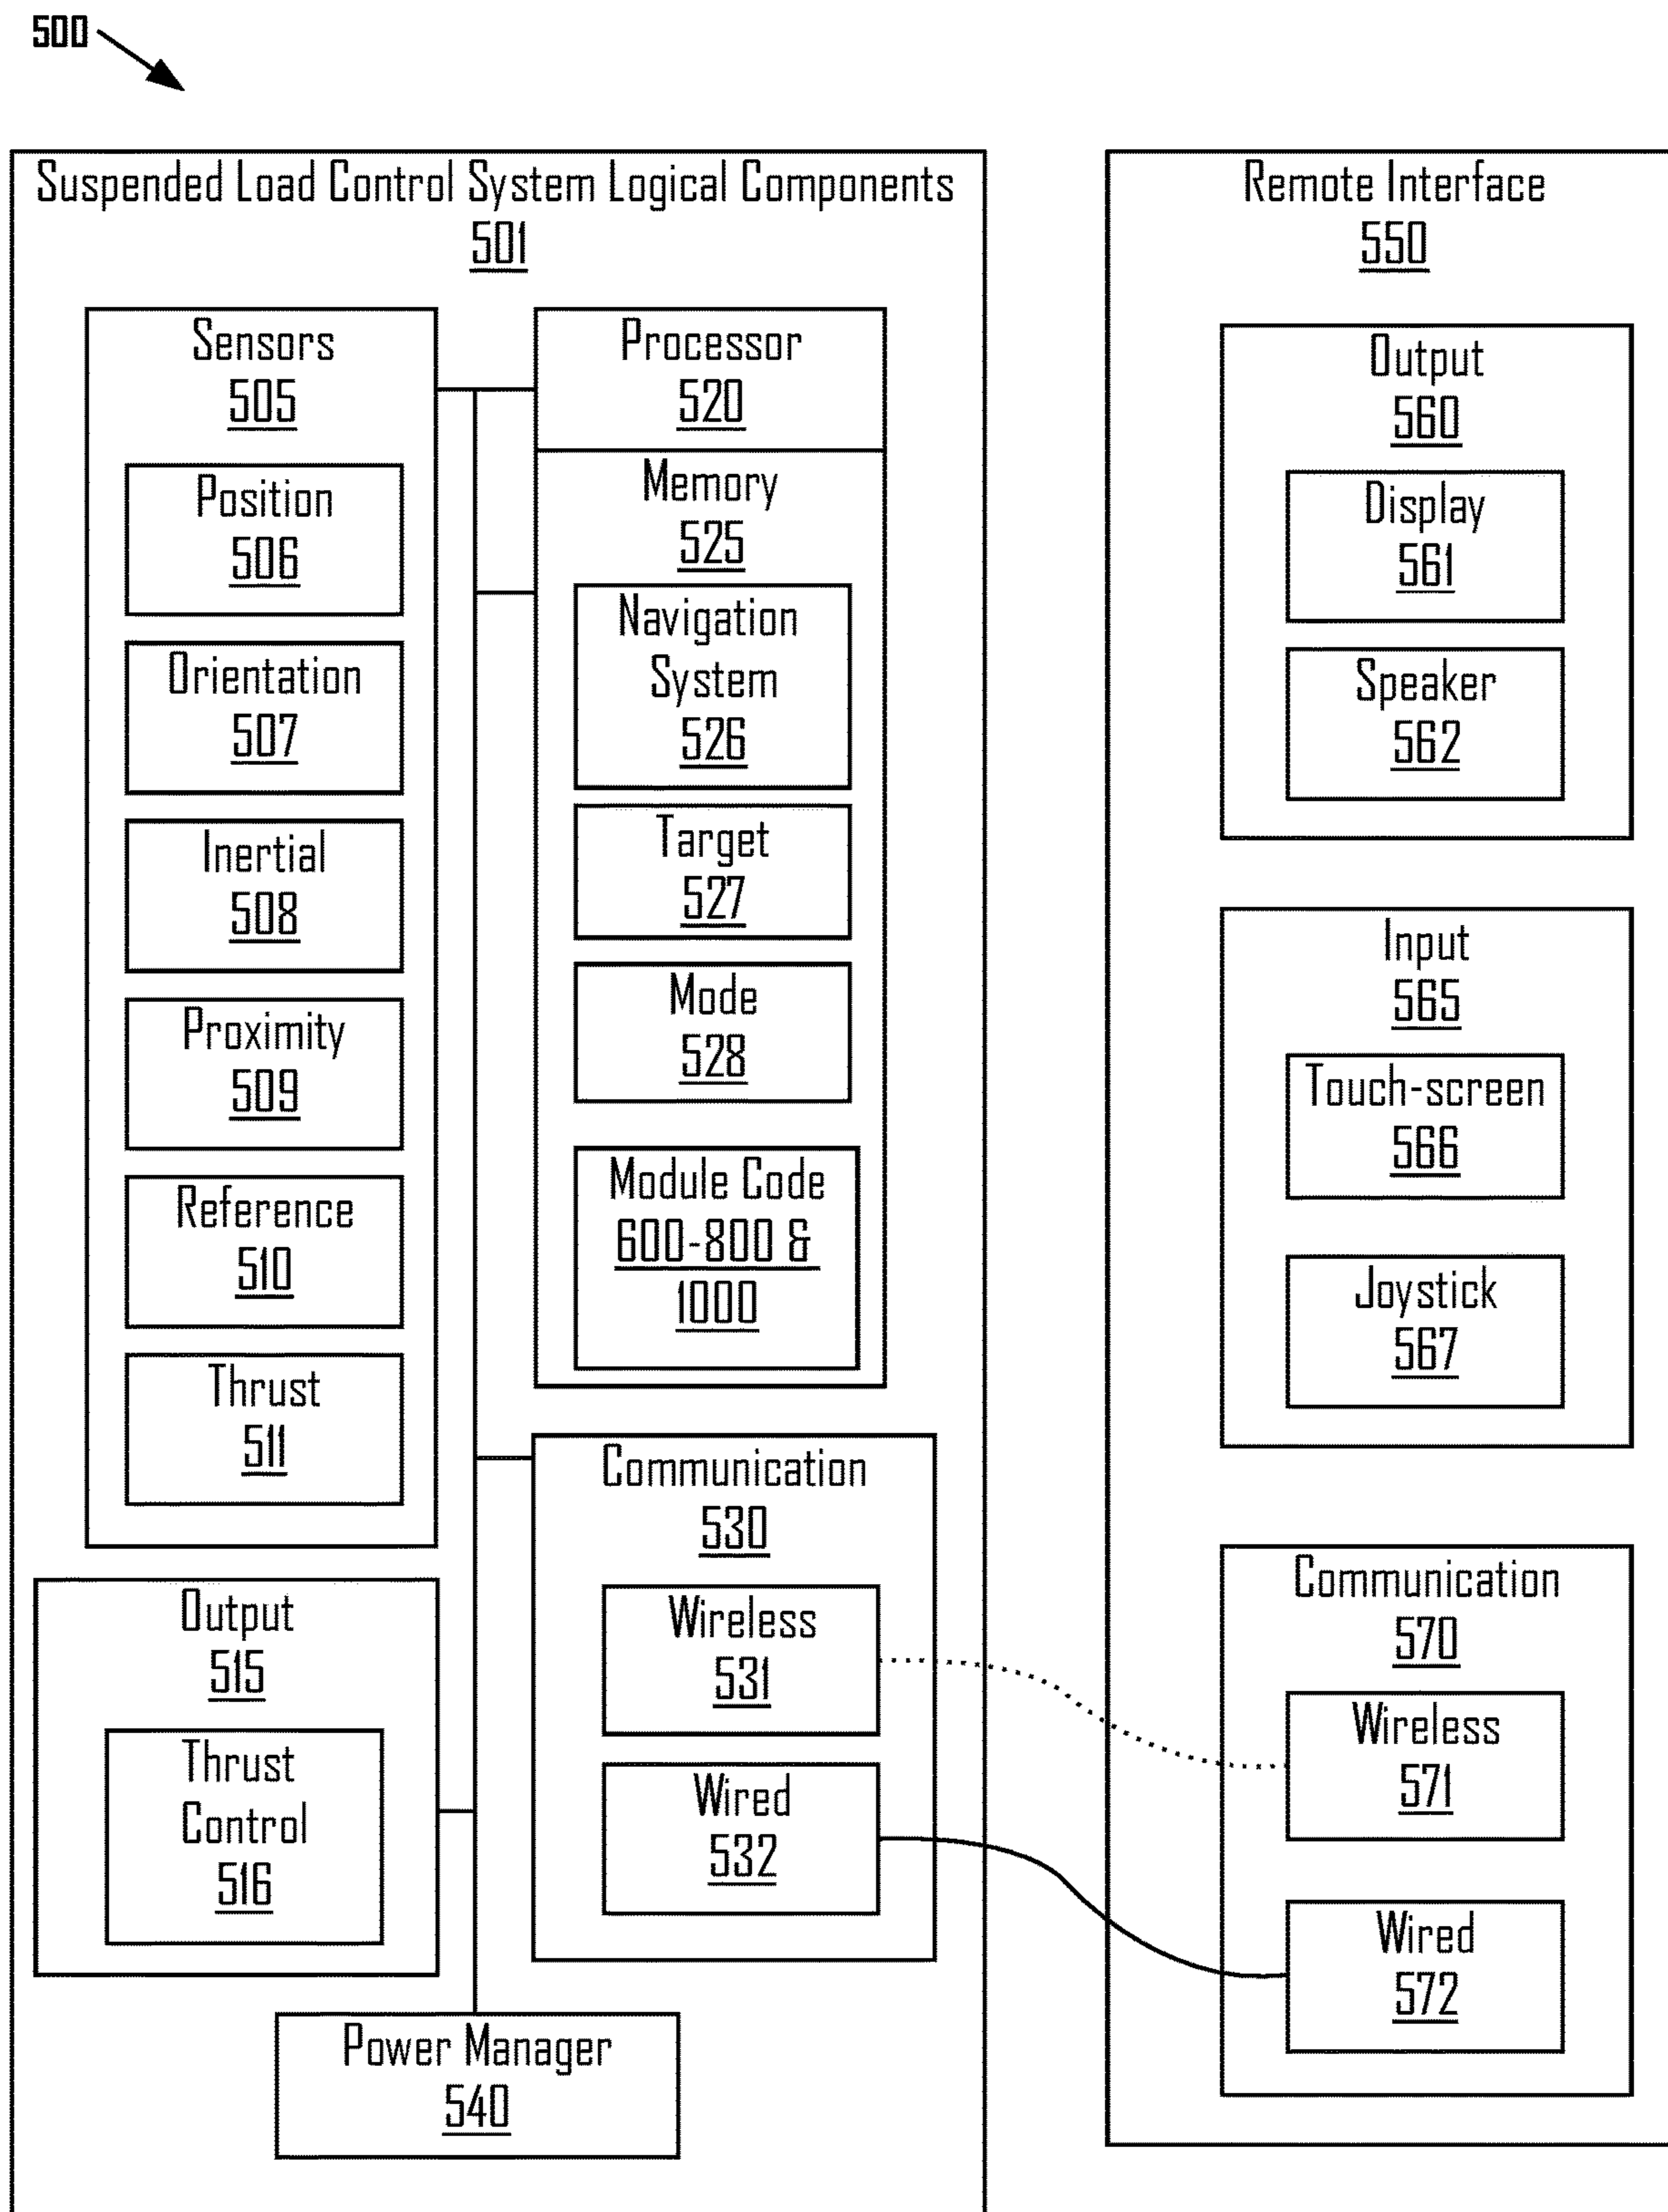 500
Suspended Load Control System Logical Components
501
Sensors
505
Position
506
Orientation
507
Inertial
508
Proximity
509
Reference
510
Thrust
511
Output
515
Thrust
Control
516
Processor
520
Memory
525
Navigation
System
526
Target
527
Mode
528
Module Code
600-800 &
1000
Communication
530
Wireless
531
Wired
532
Power Manager
540
Remote Interface
550
Output
560
Display
561
Speaker
562
Input
565
Touch-screen
566
Joystick
567
Communication
570
Wireless
571
Wired
572